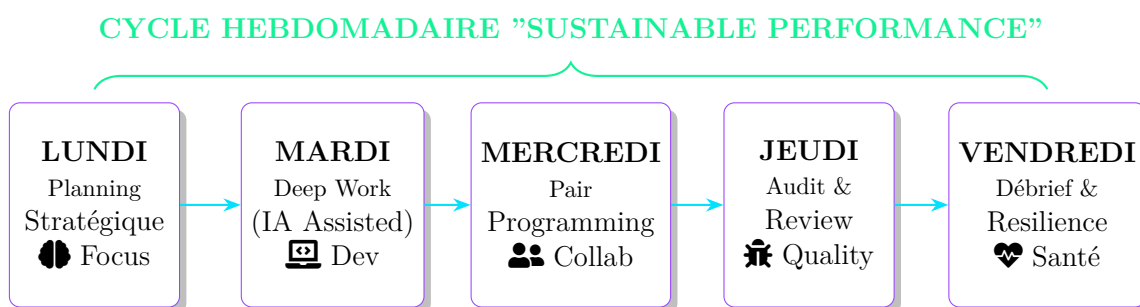 CYCLE HEBDOMADAIRE "SUSTAINABLE PERFORMANCE"
LUNDI
Planning
Stratégique
Focus
MARDI
Deep Work
(IA Assisted)
Dev
MERCREDI
Pair
Programming
Collab
JEUDI
Audit &
Review
Quality
VENDREDI
Débrief &
Resilience
Santé